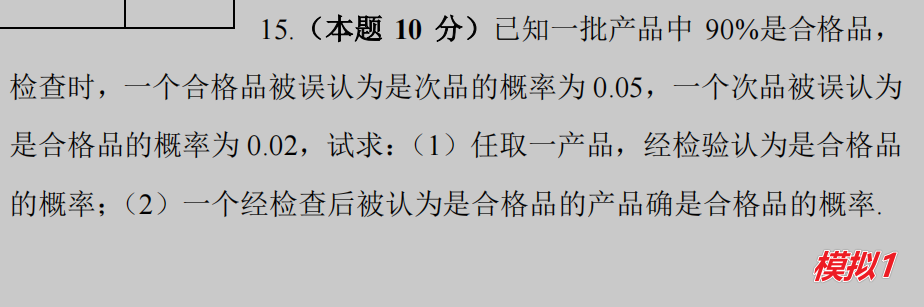 15.（本题 10 分）已知一批产品中 90%是合格品，
检查时，一个合格品被误认为是次品的概率为 0.05，一个次品被误认为
是合格品的概率为 0.02，试求：（1）任取一产品，经检验认为是合格品
的概率；（2）一个经检查后被认为是合格品的产品确是合格品的概率.
模拟1